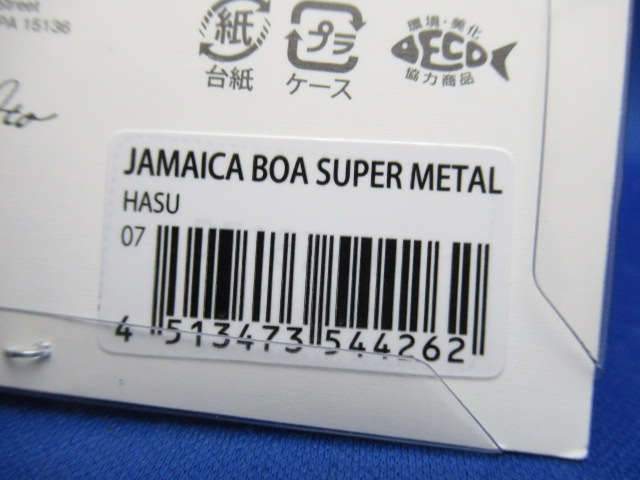 Street
PA 15136
紙
台紙
プラ
ケース
環境・美化
ECO
協力商品
JAMAICA BOA SUPER METAL
HASU
07
4 513473 544262